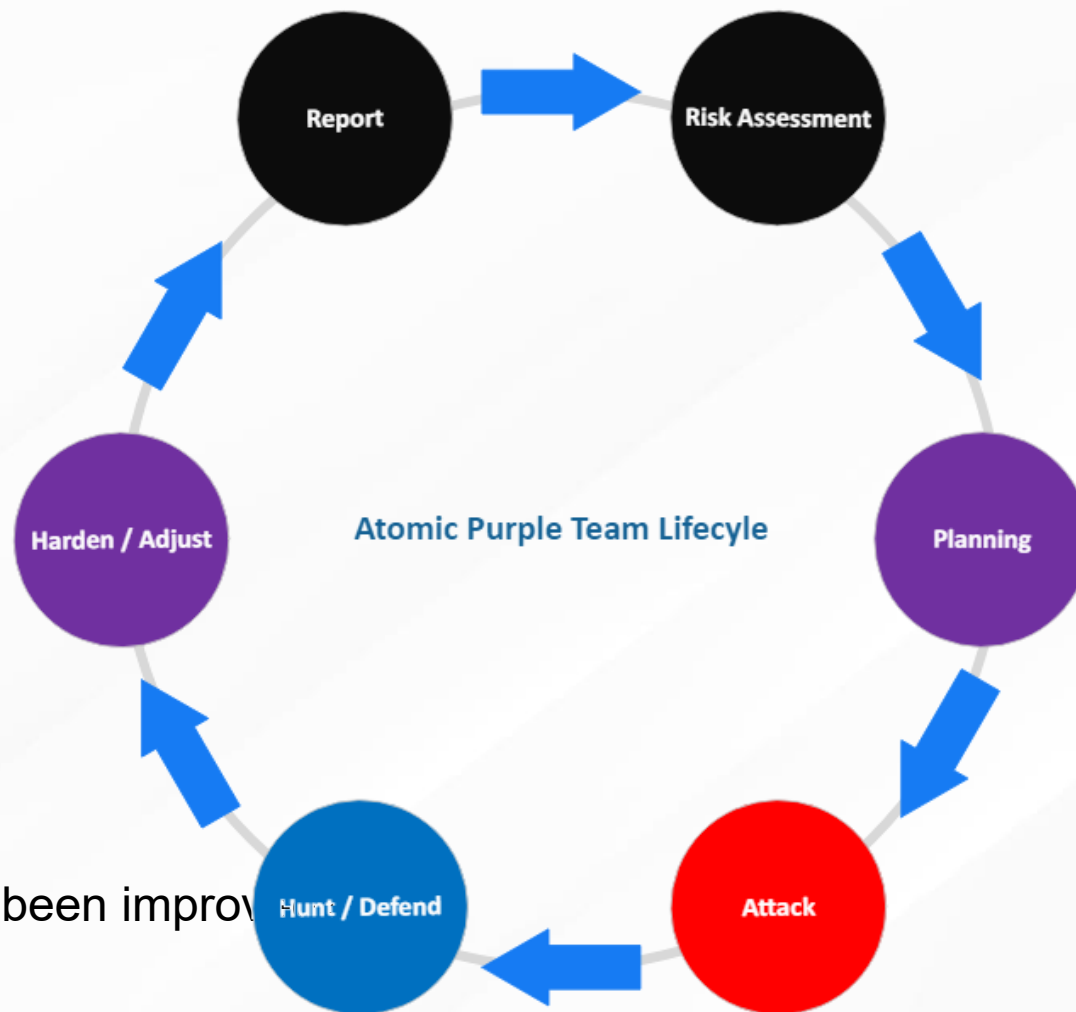 Report
Risk Assessment
Harden / Adjust
Atomic Purple Team Lifecyle
Planning
been improv
Hunt / Defend
Attack